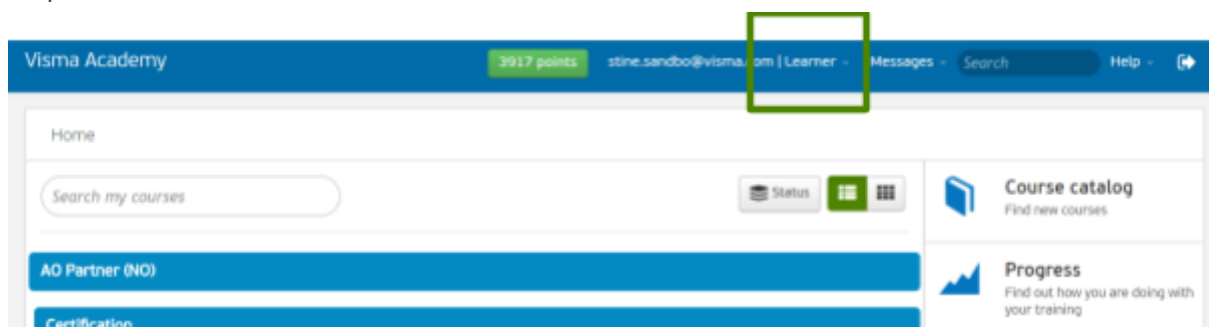 Visma Academy 3917 points stine.sandbo@visma.com | Learner Messages Search Help
Home
Search my courses Status
Course catalog
Find new courses
AO Partner (NO)
Progress
Find out how you are doing with
your training
Certification